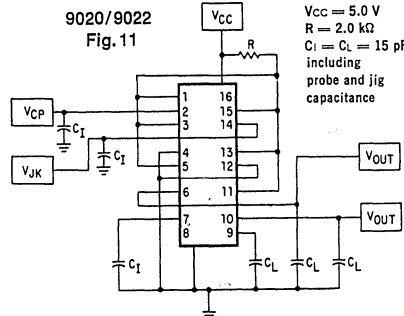 9020/9022
Fig. 11
VCC
VCC = 5.0 V
R = 2.0 kΩ
CI = CL = 15 pF
including
probe and jig
capacitance
R
VCP
CI
VJK
CI
1 16
2 15
3 14
4 13
5 12
6 11
7 10
8 9
VOUT
VOUT
CI
CL
CL
CL